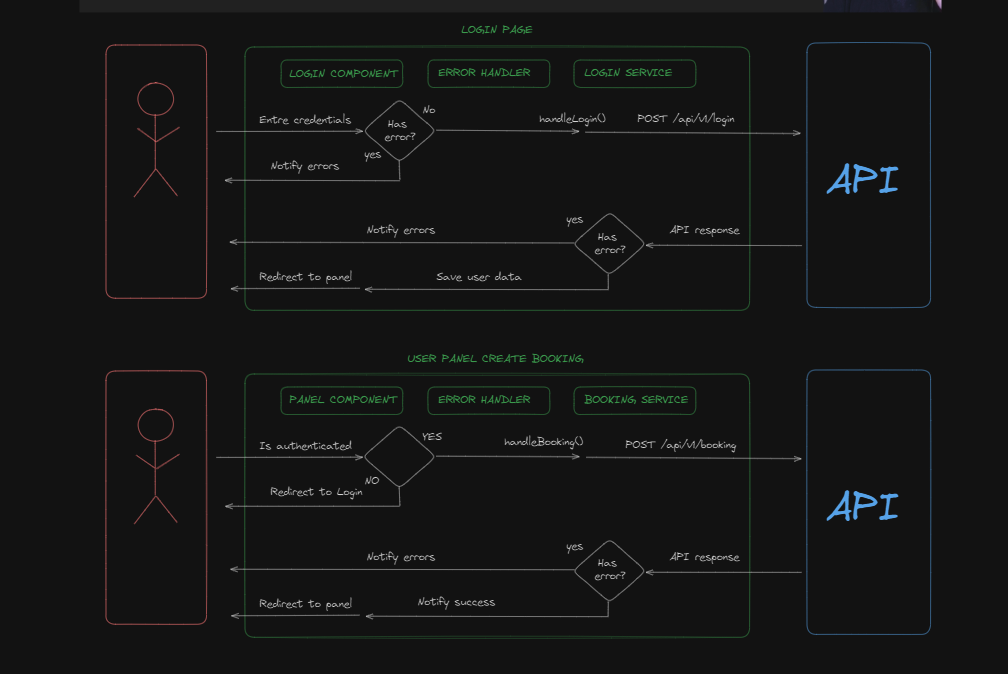 LOGIN PAGE
LOGIN COMPONENT
ERROR HANDLER
LOGIN SERVICE
Entre credentials
Has
error?
No
handleLogin()
POST /api/v1/login
yes
Notify errors
API
yes
Notify errors
Has
error?
API response
Redirect to panel
Save user data
USER PANEL CREATE BOOKING
PANEL COMPONENT
ERROR HANDLER
BOOKING SERVICE
Is authenticated
YES
handleBooking()
POST /api/v1/booking
NO
Redirect to Login
API
yes
Notify errors
Has
error?
API response
Redirect to panel
Notify success